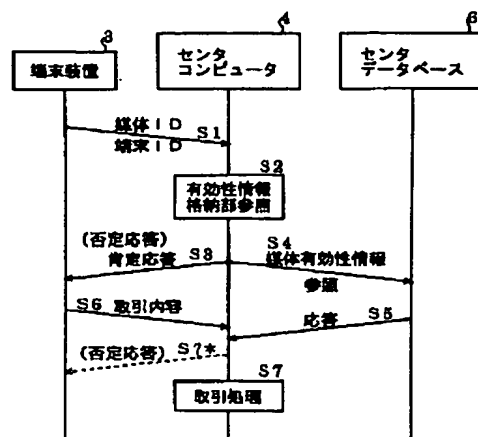 3
4
6
端末装置
センタ
コンピュータ
センタ
データベース
媒体ID
S1
端末ID
S2
有効性情報
格納部参照
(否定応答)
肯定応答
S3
S4
媒体有効性情報
参照
S6 取引内容
応答
S5
(否定応答)
S7*
S7
取引処理